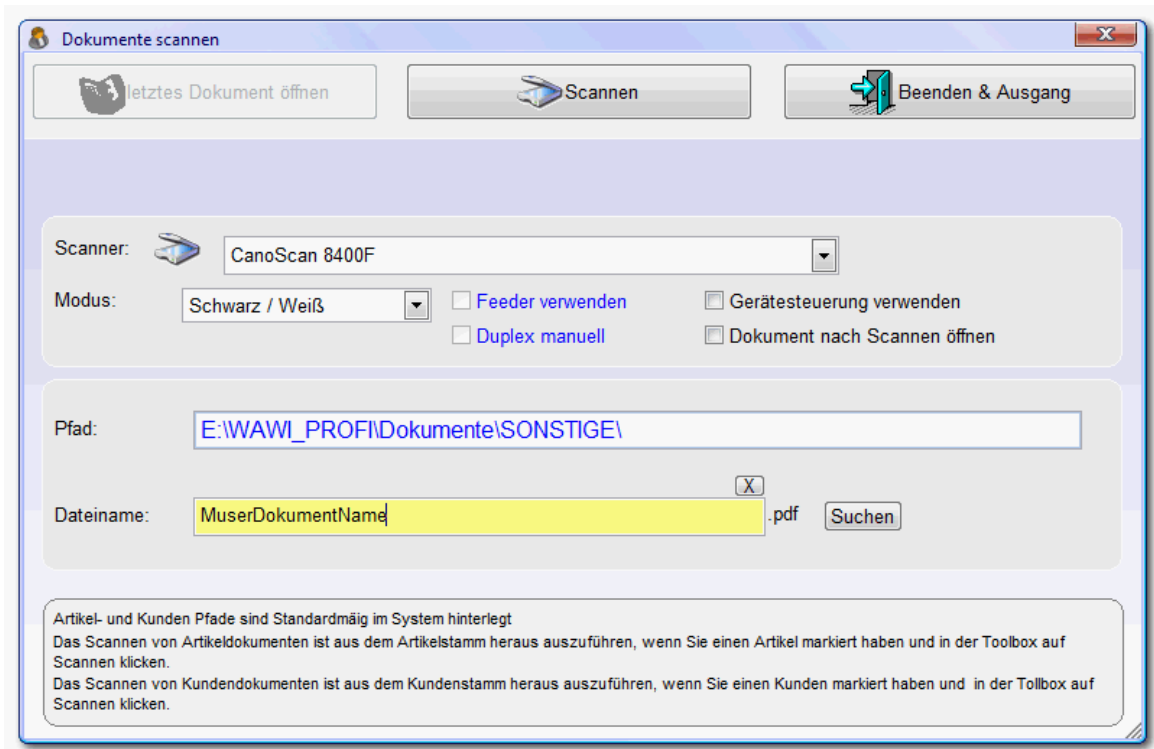 Dokumente scannen
X
letztes Dokument öffnen
Scannen
Beenden & Ausgang
Scanner:
CanoScan 8400F
Modus:
Schwarz / Weiß
Feeder verwenden
Gerätesteuerung verwenden
Duplex manuell
Dokument nach Scannen öffnen
Pfad:
E:\WAWI_PROFI\Dokumente\SONSTIGE\
X
Dateiname:
MuserDokumentName
.pdf
Suchen
Artikel- und Kunden Pfade sind Standardmäig im System hinterlegt
Das Scannen von Artikeldokumenten ist aus dem Artikelstamm heraus auszuführen, wenn Sie einen Artikel markiert haben und in der Toolbox auf
Scannen klicken.
Das Scannen von Kundendokumenten ist aus dem Kundenstamm heraus auszuführen, wenn Sie einen Kunden markiert haben und  in der Tollbox auf
Scannen klicken.